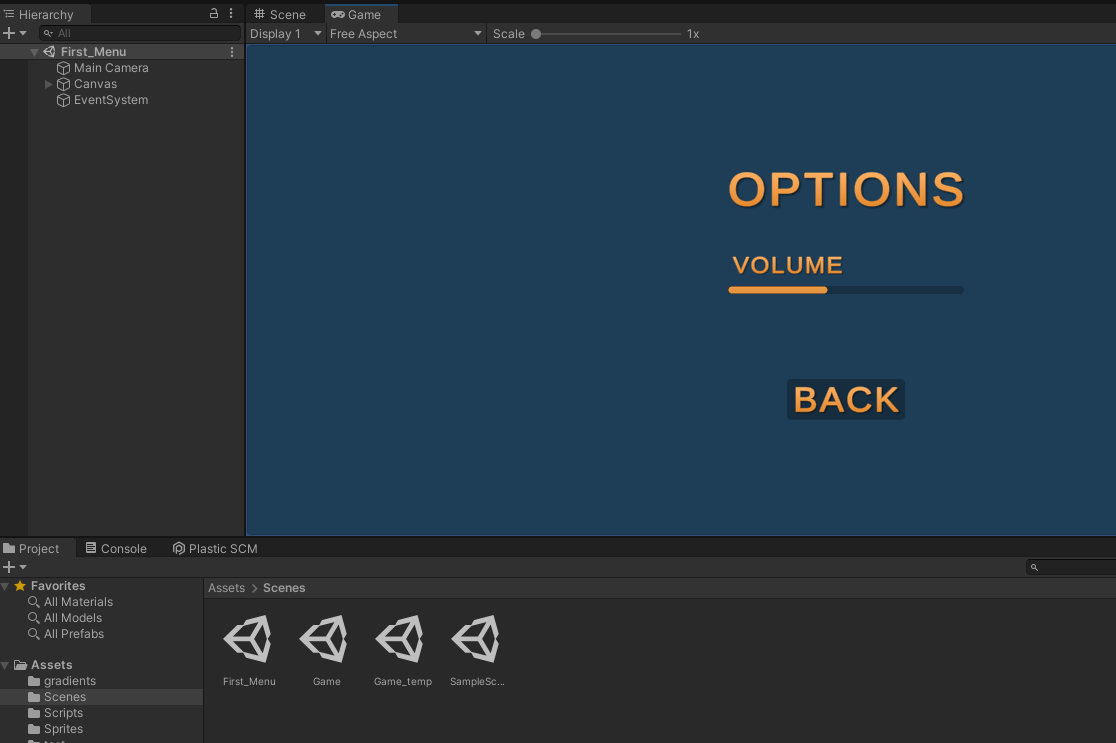 Hierarchy
All
First_Menu
Main Camera
Canvas
EventSystem
Scene Game
Display 1 Free Aspect Scale 1x
OPTIONS
VOLUME
BACK
Project Console Plastic SCM
Favorites
All Materials
All Models
All Prefabs
Assets
gradients
Scenes
Scripts
Sprites
Assets > Scenes
First_Menu Game Game_temp SampleSc...